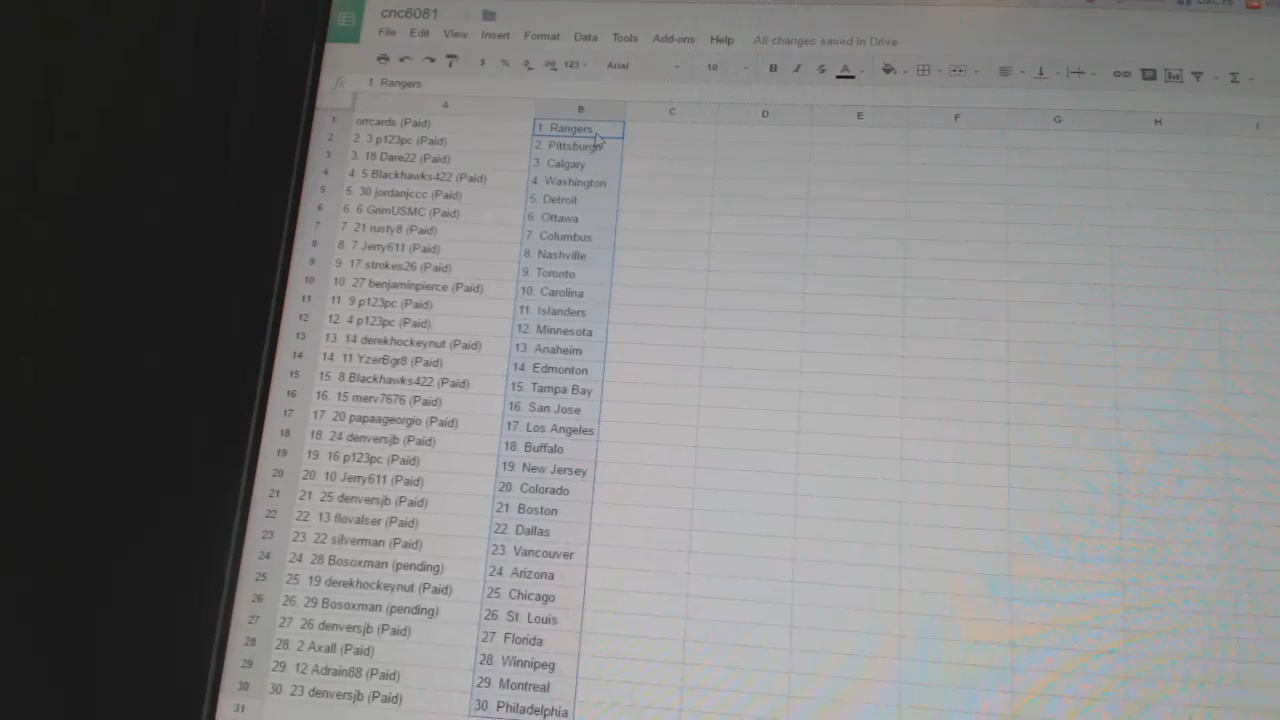 cnc6081
File Edit View Insert Format Data Tools Add-ons Help All changes saved in Drive
$ % .0 .00 123 Arial 10 B I S A
fx 1 Rangers
A B C D E F G H I
1 orrcards (Paid) 1 Rangers
2 2. 3 p123pc (Paid) 2. Pittsburgh
3 3. 18 Dare22 (Paid) 3 Calgary
4 4. 5 Blackhawks422 (Paid) 4 Washington
5 5. 30 jordanjccc (Paid) 5 Detroit
6 6. 6 GrimUSMC (Paid) 6 Ottawa
7 7 21 rusty8 (Paid) 7 Columbus
8 8. 7 Jerry611 (Paid) 8. Nashville
9 9. 17 strokes26 (Paid) 9 Toronto
10 10. 27 benjaminpierce (Paid) 10 Carolina
11 11. 9 p123pc (Paid) 11 Islanders
12 12. 4 p123pc (Paid) 12 Minnesota
13 13. 14 derekhockeynut (Paid) 13 Anaheim
14 14. 11 YzerBgr8 (Paid) 14 Edmonton
15 15. 8 Blackhawks422 (Paid) 15. Tampa Bay
16 16. 15 merv7676 (Paid) 16. San Jose
17 17 20 papaageorgio (Paid) 17. Los Angeles
18 18. 24 denversjb (Paid) 18. Buffalo
19 19. 16 p123pc (Paid) 19. New Jersey
20 20. 10 Jerry611 (Paid) 20. Colorado
21 21. 25 denversjb (Paid) 21 Boston
22 22. 13 flovalser (Paid) 22. Dallas
23 23. 22 silverman (Paid) 23. Vancouver
24 24. 28 Bosoxman (pending) 24. Arizona
25 25. 19 derekhockeynut (Paid) 25. Chicago
26 26. 29 Bosoxman (pending) 26. St. Louis
27 27. 26 denversjb (Paid) 27 Florida
28 28. 2 Axall (Paid) 28 Winnipeg
29 29. 12 Adrain88 (Paid) 29 Montreal
30 30. 23 denversjb (Paid) 30. Philadelphia
31